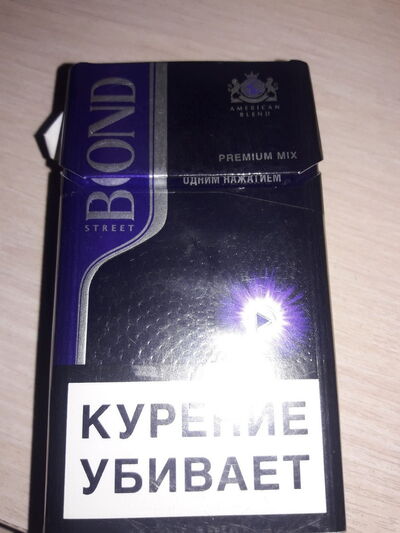 AMERICAN
BLEND
PREMIUM MIX
ОДНИМ НАЖАТИЕМ
BOND
STREET
КУРЕНИЕ
УБИВАЕТ